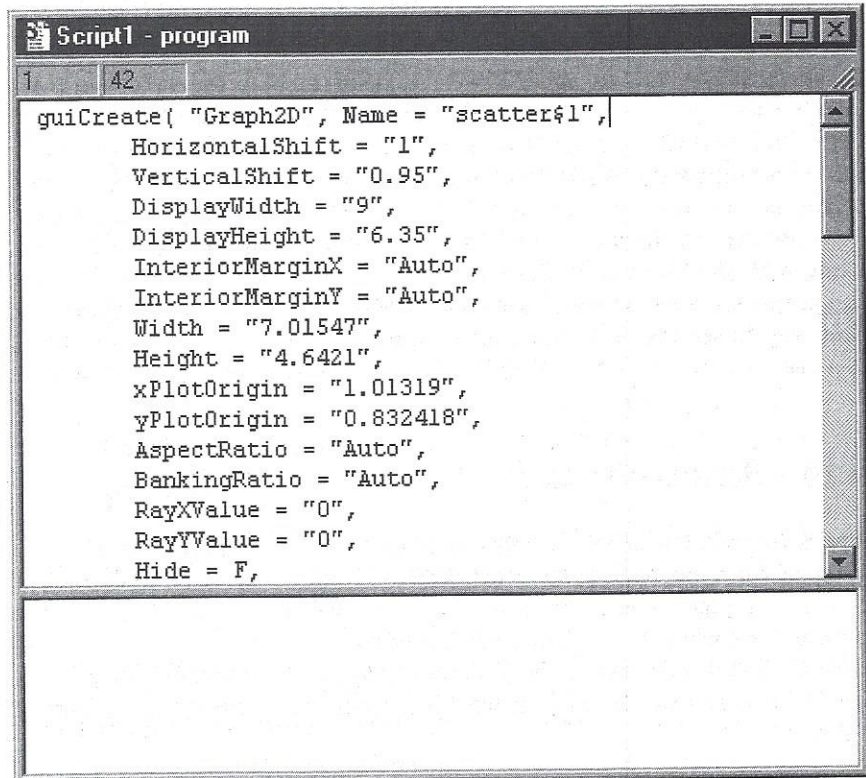 Script1 - program
1 42
guiCreate( "Graph2D", Name = "scatter$1",
HorizontalShift = "1",
VerticalShift = "0.95",
DisplayWidth = "9",
DisplayHeight = "6.35",
InteriorMarginX = "Auto",
InteriorMarginY = "Auto",
Width = "7.01547",
Height = "4.6421",
xPlotOrigin = "1.01319",
yPlotOrigin = "0.832418",
AspectRatio = "Auto",
BankingRatio = "Auto",
RayXValue = "0",
RayYValue = "0",
Hide = F,